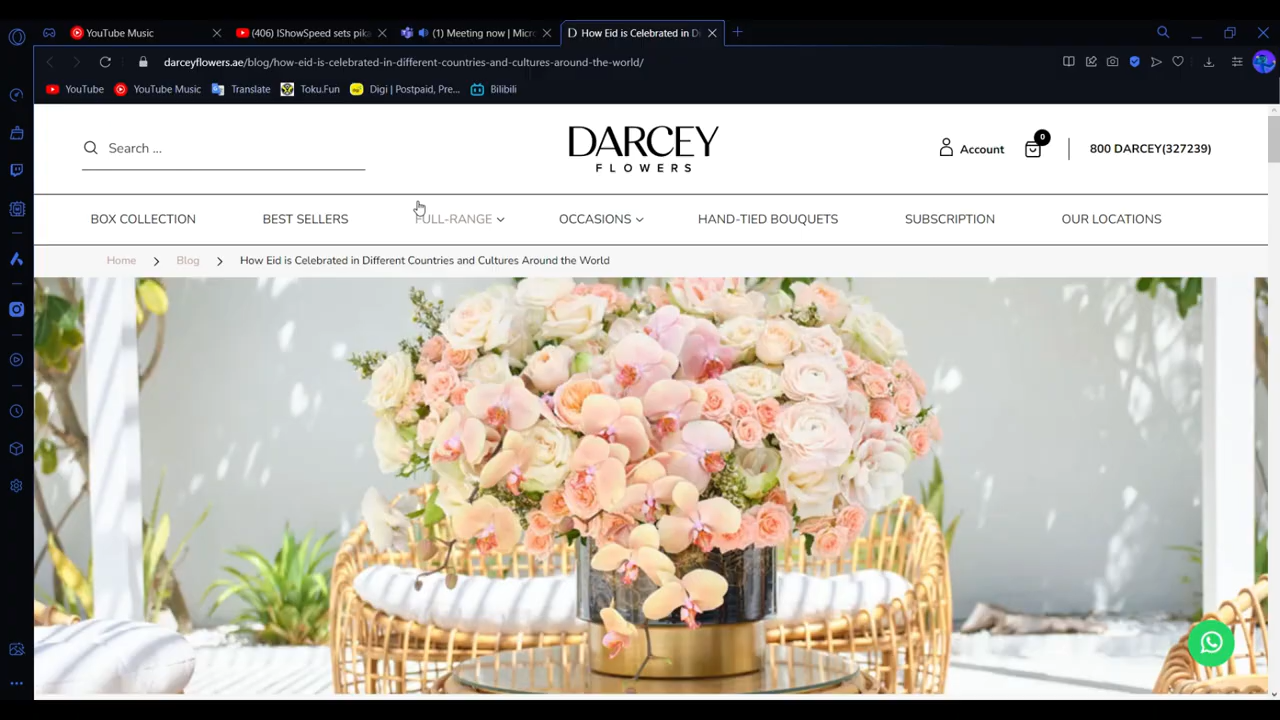 YouTube Music
(406) IShowSpeed sets pika
(1) Meeting now | Micr
How Eid is Celebrated in D
darceyflowers.ae/blog/how-eid-is-celebrated-in-different-countries-and-cultures-around-the-world/
YouTube
YouTube Music
Translate
Toku.Fun
Digi | Postpaid, Pre...
Bilibili
Search ...
DARCEY
FLOWERS
Account
0
800 DARCEY(327239)
BOX COLLECTION
BEST SELLERS
FULL-RANGE
OCCASIONS
HAND-TIED BOUQUETS
SUBSCRIPTION
OUR LOCATIONS
Home
Blog
How Eid is Celebrated in Different Countries and Cultures Around the World